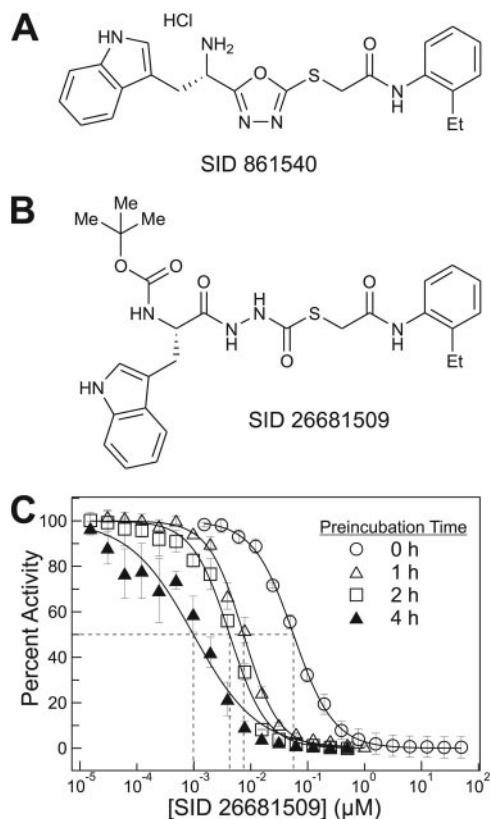 A
HCl
HN
NH₂
O
S
O
N
H
N
N
Et
SID 861540
B
Me
Me
Me
O
O
HN
O
N
H
H
N
O
S
O
N
H
Et
HN
SID 26681509
C
Percent Activity
100
80
60
40
20
0
Preincubation Time
0 h
1 h
2 h
4 h
10⁻⁵ 10⁻⁴ 10⁻³ 10⁻² 10⁻¹ 10⁰ 10¹ 10²
[SID 26681509] (µM)